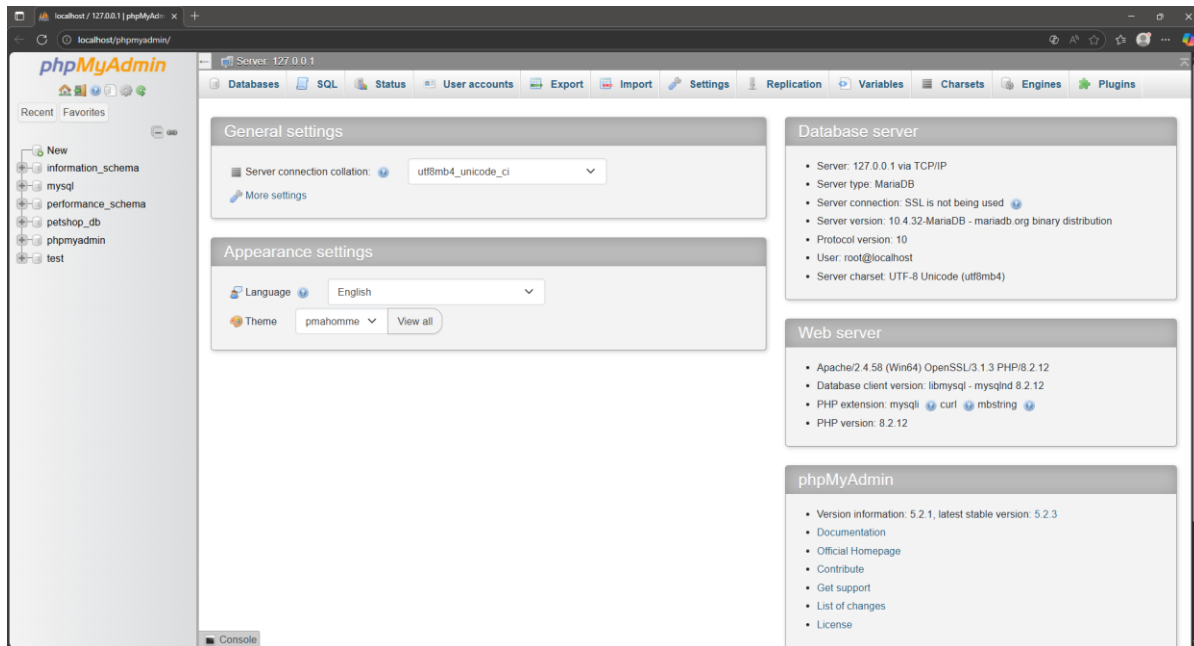 localhost / 127.0.0.1 | phpMyAdm
localhost/phpmyadmin/
phpMyAdmin
Recent Favorites
New
information_schema
mysql
performance_schema
petshop_db
phpmyadmin
test
Server: 127.0.0.1
Databases SQL Status User accounts Export Import Settings Replication Variables Charsets Engines Plugins
General settings
Server connection collation: utf8mb4_unicode_ci
More settings
Appearance settings
Language English
Theme pmahomme View all
Database server
Server: 127.0.0.1 via TCP/IP
Server type: MariaDB
Server connection: SSL is not being used
Server version: 10.4.32-MariaDB - mariadb.org binary distribution
Protocol version: 10
User: root@localhost
Server charset: UTF-8 Unicode (utf8mb4)
Web server
Apache/2.4.58 (Win64) OpenSSL/3.1.3 PHP/8.2.12
Database client version: libmysql - mysqlnd 8.2.12
PHP extension: mysqli curl mbstring
PHP version: 8.2.12
phpMyAdmin
Version information: 5.2.1, latest stable version: 5.2.3
Documentation
Official Homepage
Contribute
Get support
List of changes
License
Console